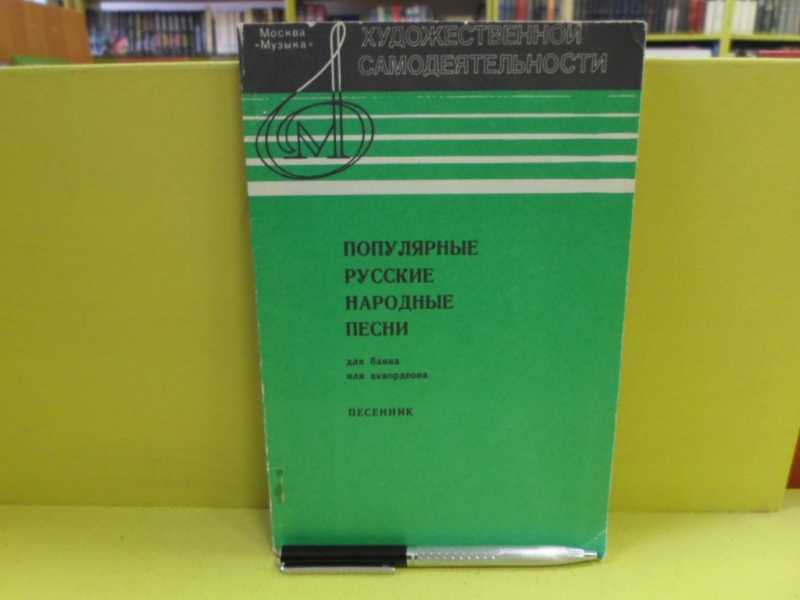 Москва
«Музыка»
ХУДОЖЕСТВЕННОЙ
САМОДЕЯТЕЛЬНОСТИ
М
ПОПУЛЯРНЫЕ
РУССКИЕ
НАРОДНЫЕ
ПЕСНИ
для баяна
или аккордеона
ПЕСЕННИК